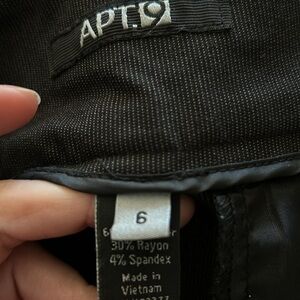 APT.9
6
30% Rayon
4% Spandex
Made in
Vietnam